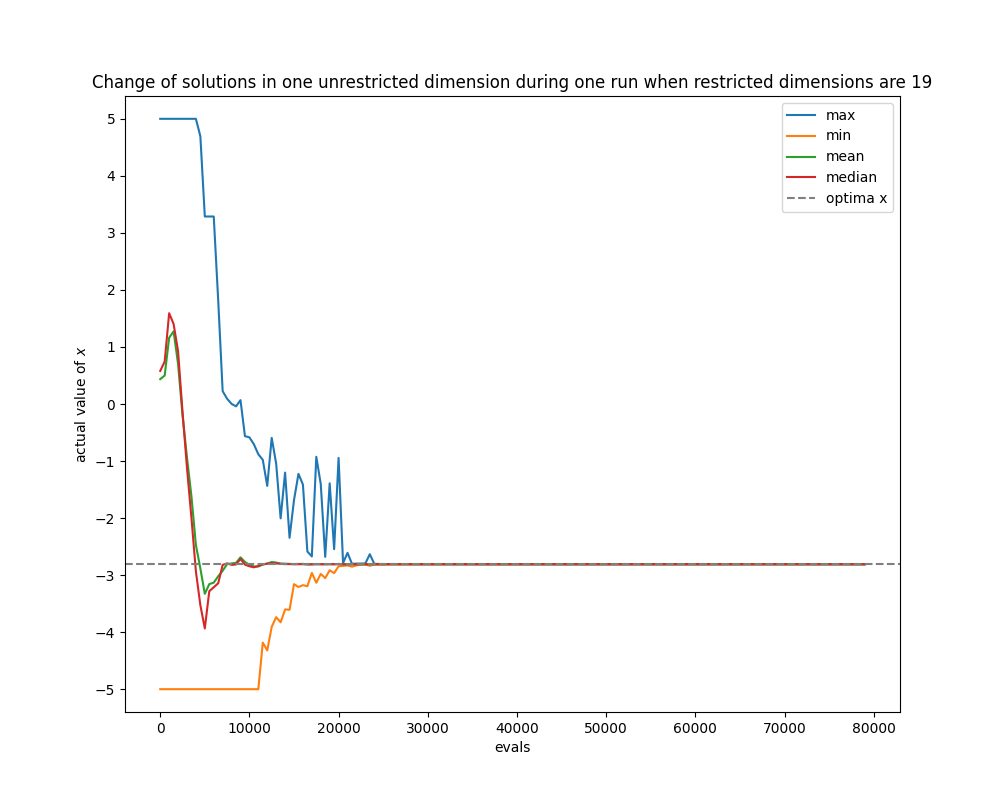 Change of solutions in one unrestricted dimension during one run when restricted dimensions are 19
max
min
mean
median
optima x
5
4
3
2
1
0
−1
−2
−3
−4
−5
actual value of x
0 10000 20000 30000 40000 50000 60000 70000 80000
evals